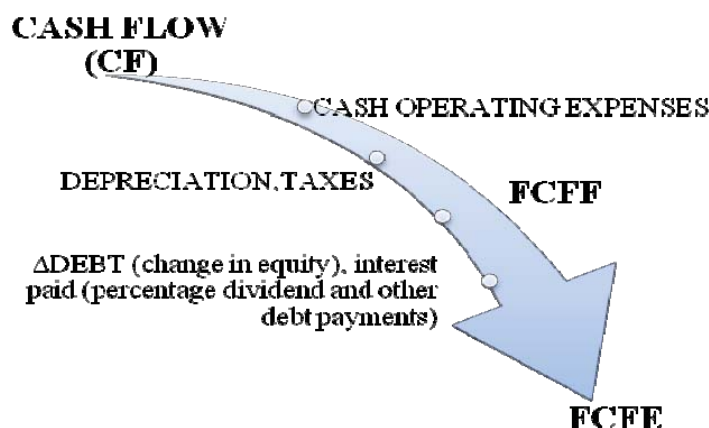 CASH FLOW
(CF)
CASH OPERATING EXPENSES
DEPRECIATION, TAXES
FCFF
ΔDEBT (change in equity), interest
paid (percentage dividend and other
debt payments)
FCFE